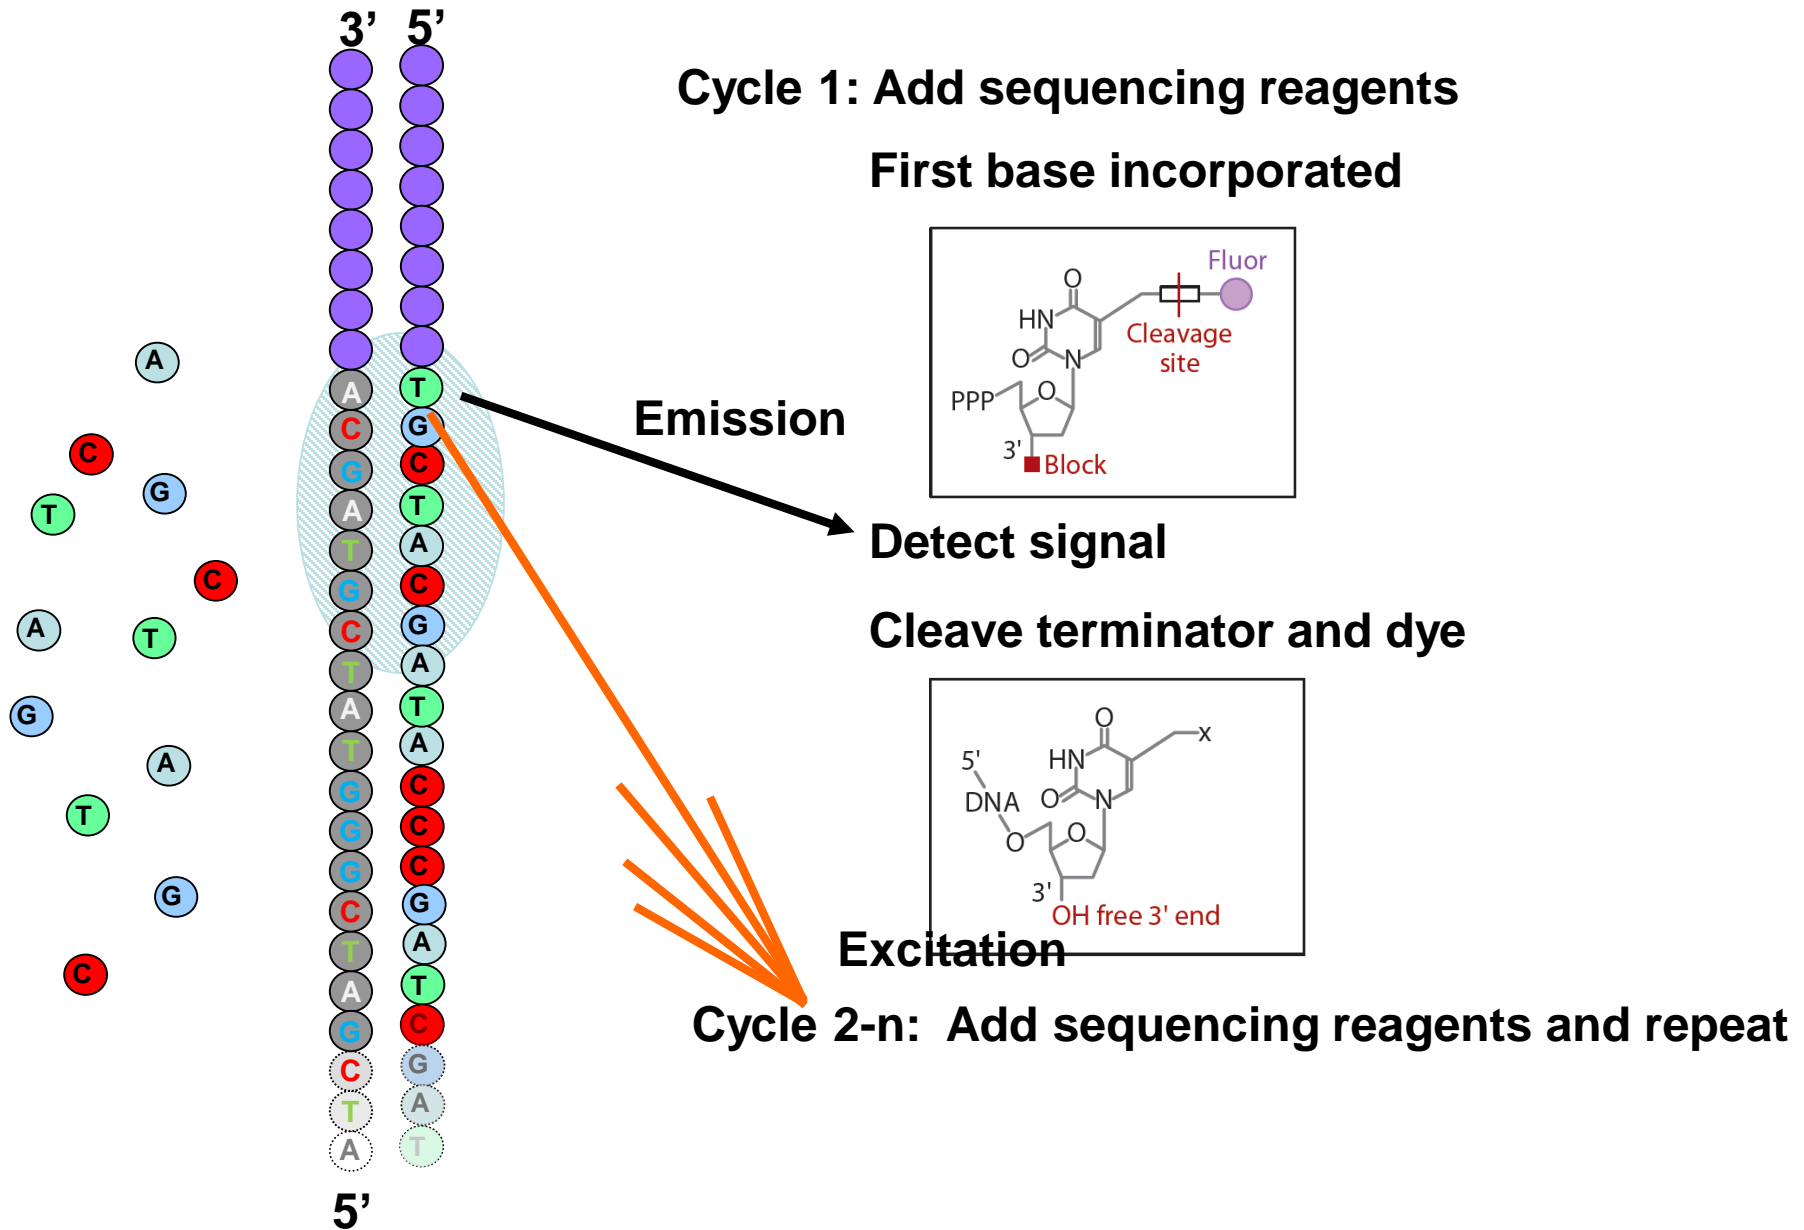 3’ 5’
Cycle 1: Add sequencing reagents
First base incorporated
O
Fluor
HN
Cleavage
site
O
N
PPP
O
3'
Block
Emission
Detect signal
Cleave terminator and dye
O
x
5'
HN
DNA
O
N
O
O
3'
OH free 3' end
Excitation
Cycle 2-n: Add sequencing reagents and repeat
A
C
G
T
C
A
T
G
A
T
G
C
A T
C G
G C
A T
T A
G C
C G
T A
A T
T A
G C
G C
G C
C G
T A
A T
G C
C G
T A
A T
5’